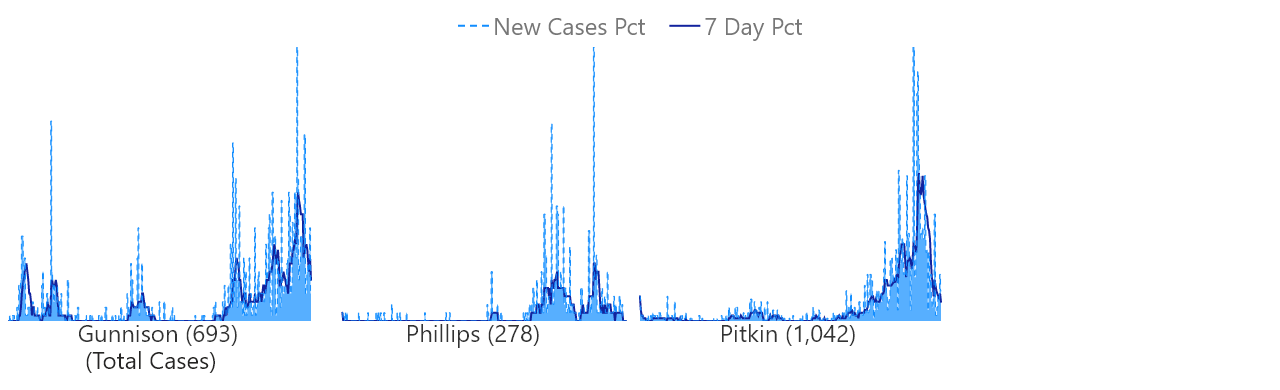 New Cases Pct 7 Day Pct
Gunnison (693) Phillips (278) Pitkin (1,042)
(Total Cases)